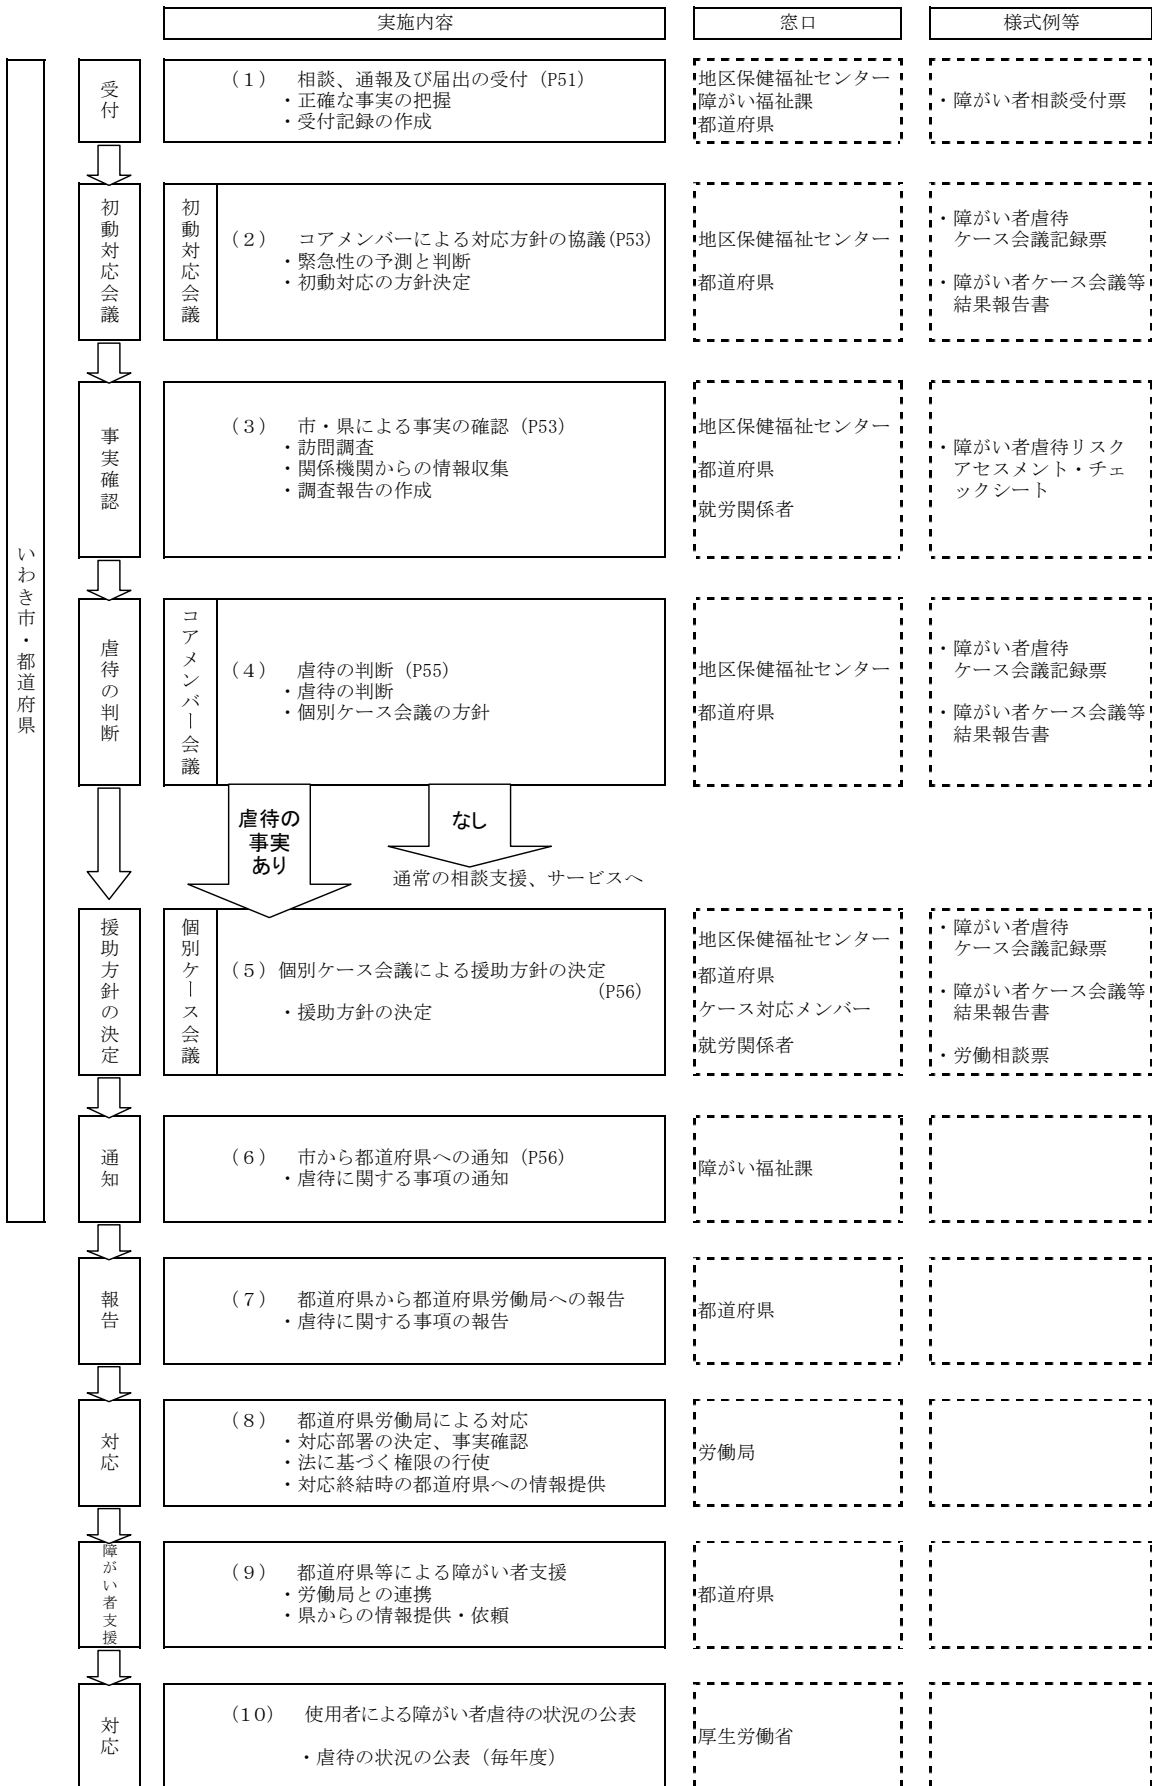 実施内容
窓口
様式例等
いわき市・都道府県
受付
（１）　相談、通報及び届出の受付（P51）
・正確な事実の把握
・受付記録の作成
地区保健福祉センター
障がい福祉課
都道府県
・障がい者相談受付票
初動対応会議
初動対応会議
（２）　コアメンバーによる対応方針の協議(P53)
・緊急性の予測と判断
・初動対応の方針決定
地区保健福祉センター
都道府県
・障がい者虐待
ケース会議記録票
・障がい者ケース会議等
結果報告書
事実確認
（３）　市・県による事実の確認（P53）
・訪問調査
・関係機関からの情報収集
・調査報告の作成
地区保健福祉センター
都道府県
就労関係者
・障がい者虐待リスク
アセスメント・チェ
ックシート
虐待の判断
コアメンバー会議
（４）　虐待の判断（P55）
・虐待の判断
・個別ケース会議の方針
地区保健福祉センター
都道府県
・障がい者虐待
ケース会議記録票
・障がい者ケース会議等
結果報告書
虐待の
事実
あり
なし
通常の相談支援、サービスへ
援助方針の決定
個別ケース会議
（５）個別ケース会議による援助方針の決定
(P56)
・援助方針の決定
地区保健福祉センター
都道府県
ケース対応メンバー
就労関係者
・障がい者虐待
ケース会議記録票
・障がい者ケース会議等
結果報告書
・労働相談票
通知
（６）　市から都道府県への通知（P56）
・虐待に関する事項の通知
障がい福祉課
報告
（７）　都道府県から都道府県労働局への報告
・虐待に関する事項の報告
都道府県
対応
（８）　都道府県労働局による対応
・対応部署の決定、事実確認
・法に基づく権限の行使
・対応終結時の都道府県への情報提供
労働局
障がい者支援
（９）　都道府県等による障がい者支援
・労働局との連携
・県からの情報提供・依頼
都道府県
対応
（10）　使用者による障がい者虐待の状況の公表
・虐待の状況の公表（毎年度）
厚生労働省